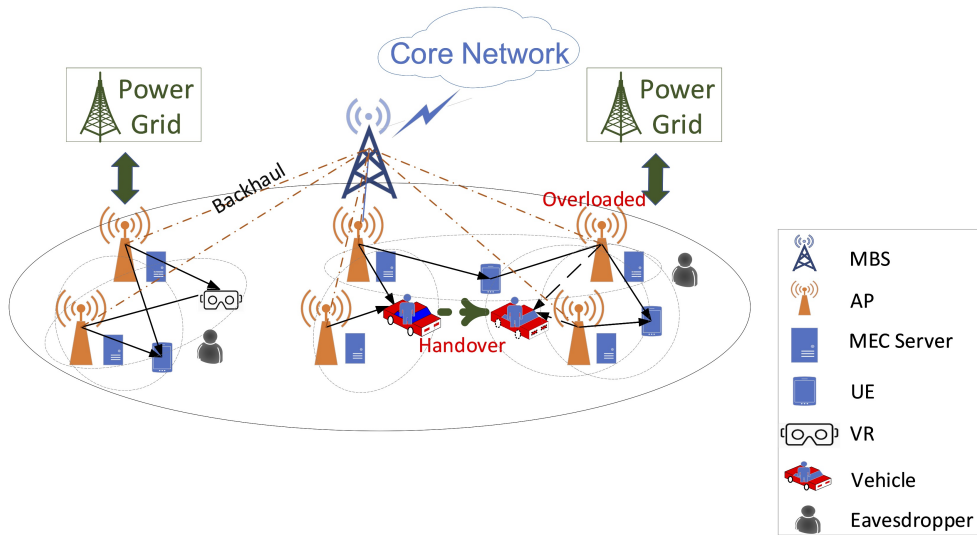 Core Network
Power
Grid
Power
Grid
Backhaul
Overloaded
Handover
MBS
AP
MEC Server
UE
VR
Vehicle
Eavesdropper